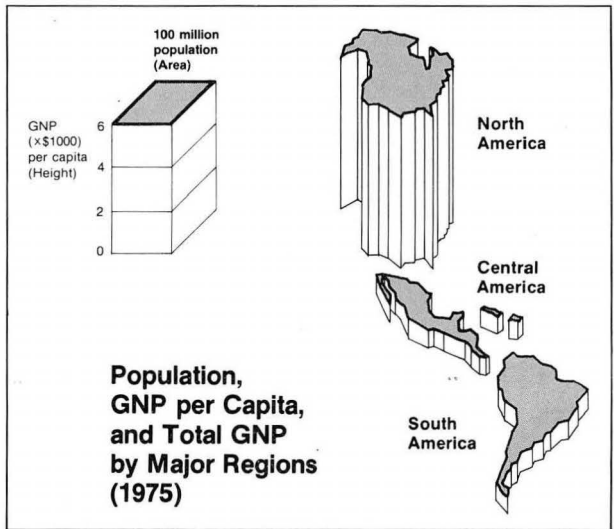 100 million
population
(Area)
GNP
(×$1000)
per capita
(Height)
6
4
2
0
North
America
Central
America
South
America
Population,
GNP per Capita,
and Total GNP
by Major Regions
(1975)